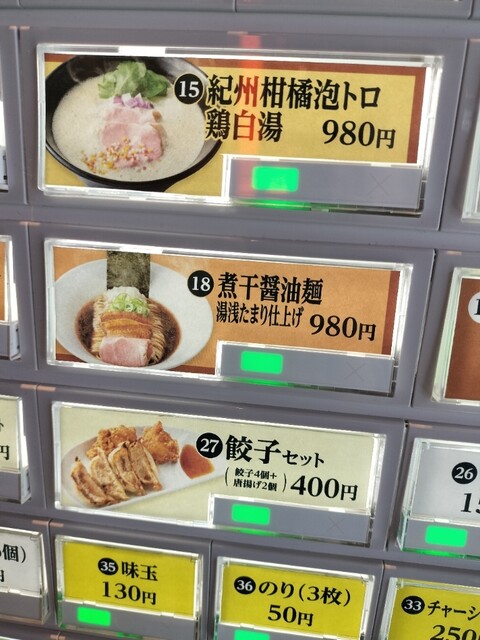 15 紀州柑橘泡トロ
鶏白湯 980円
18 煮干醤油麺
湯浅たまり仕上げ 980円
27 餃子セット
(餃子4個+
唐揚げ2個) 400円
26
35 味玉
130円
36 のり(3枚)
50円
33 チャーシ
250
個)
円